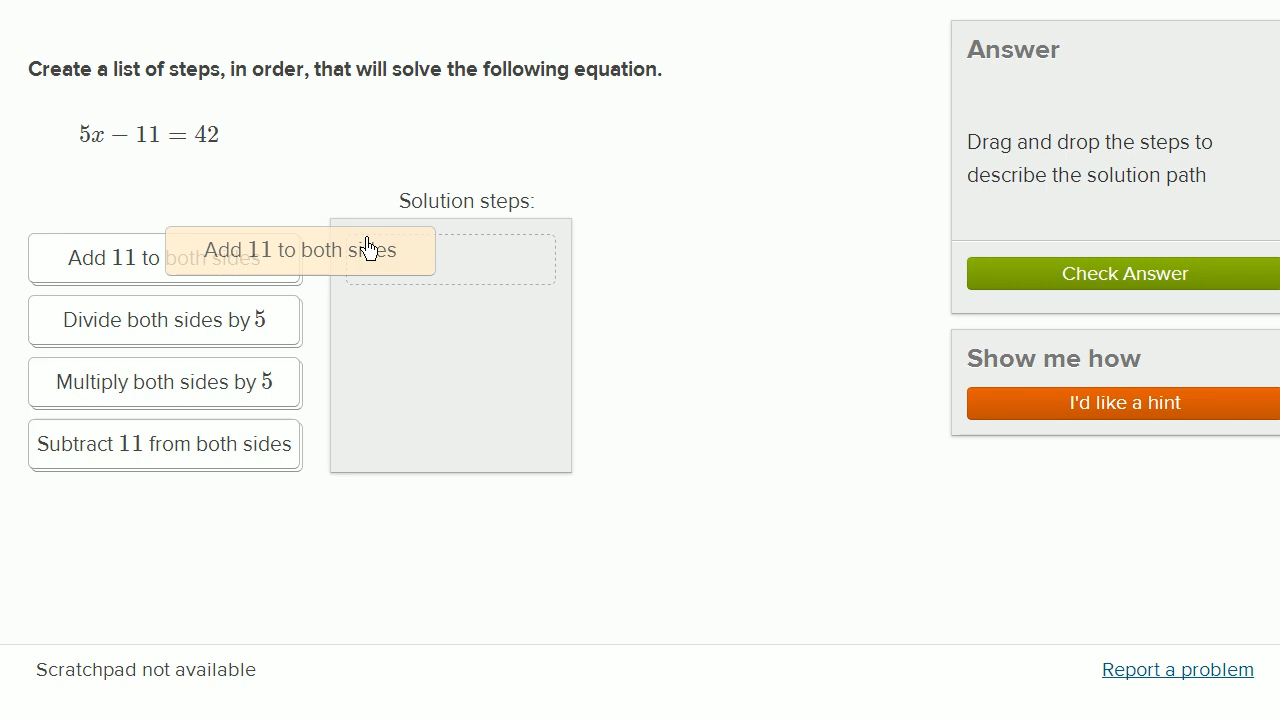 Create a list of steps, in order, that will solve the following equation.
5x − 11 = 42
Solution steps:
Add 11 to both sides
Add 11 to both sides
Divide both sides by 5
Multiply both sides by 5
Subtract 11 from both sides
Answer
Drag and drop the steps to
describe the solution path
Check Answer
Show me how
I'd like a hint
Scratchpad not available
Report a problem